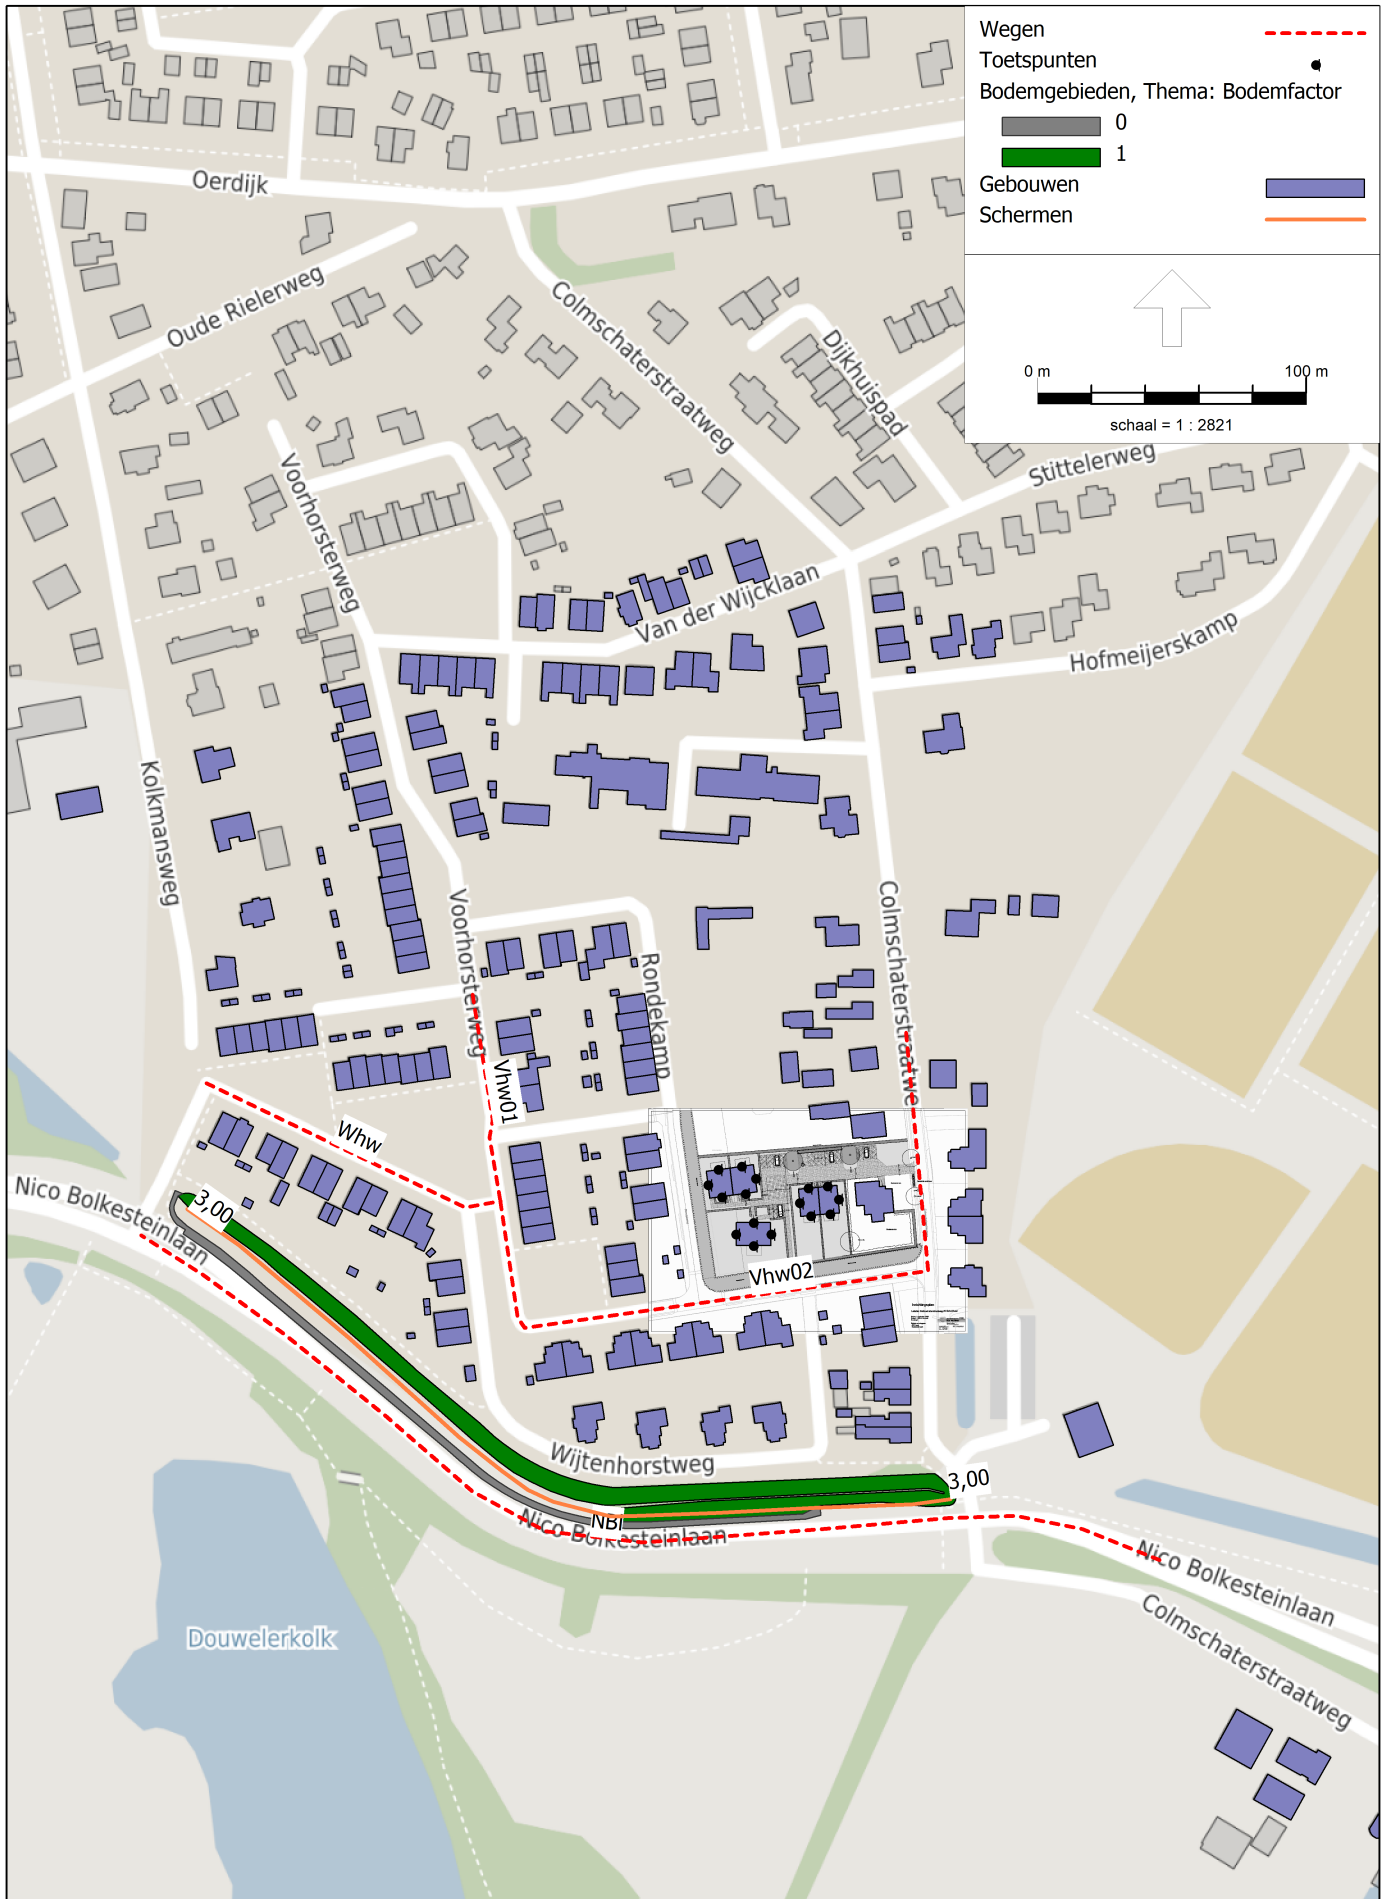 Wegen
Toetspunten
Bodemgebieden, Thema: Bodemfactor
0
1
Gebouwen
Schermen
0 m
100 m
schaal = 1 : 2821
Oerdijk
Oude Rielerweg
Colmschaterstraatweg
Dijkhuispad
Stittelerweg
Voorhorsterweg
Van der Wijcklaan
Hofmeijerskamp
Kolkmansweg
Voorhorsterweg
Rondekamp
Colmschaterstraatwe
Vhw01
Whw
Nico Bolkesteinlaan
3,00
Vhw02
Wijtenhorstweg
3,00
NBl
Nico Bolkesteinlaan
Nico Bolkesteinlaan
Colmschaterstraatweg
Douwelerkolk